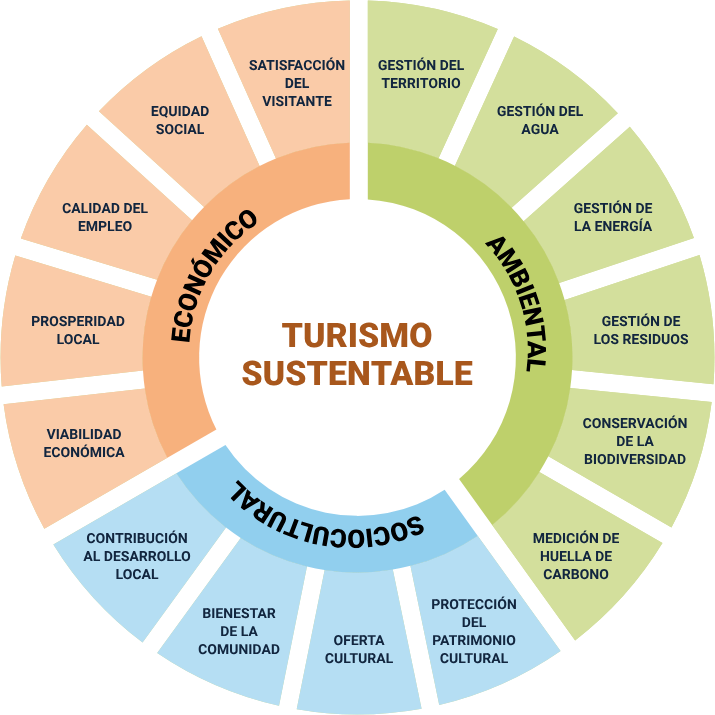 TURISMO
SUSTENTABLE
AMBIENTAL
GESTIÓN DEL
TERRITORIO
GESTIÓN DEL
AGUA
GESTIÓN DE
LA ENERGÍA
GESTIÓN DE
LOS RESIDUOS
CONSERVACIÓN
DE LA
BIODIVERSIDAD
MEDICIÓN DE
HUELLA DE
CARBONO
SOCIOCULTURAL
PROTECCIÓN
DEL
PATRIMONIO
CULTURAL
OFERTA
CULTURAL
BIENESTAR
DE LA
COMUNIDAD
CONTRIBUCIÓN
AL DESARROLLO
LOCAL
ECONÓMICO
VIABILIDAD
ECONÓMICA
PROSPERIDAD
LOCAL
CALIDAD DEL
EMPLEO
EQUIDAD
SOCIAL
SATISFACCIÓN
DEL
VISITANTE